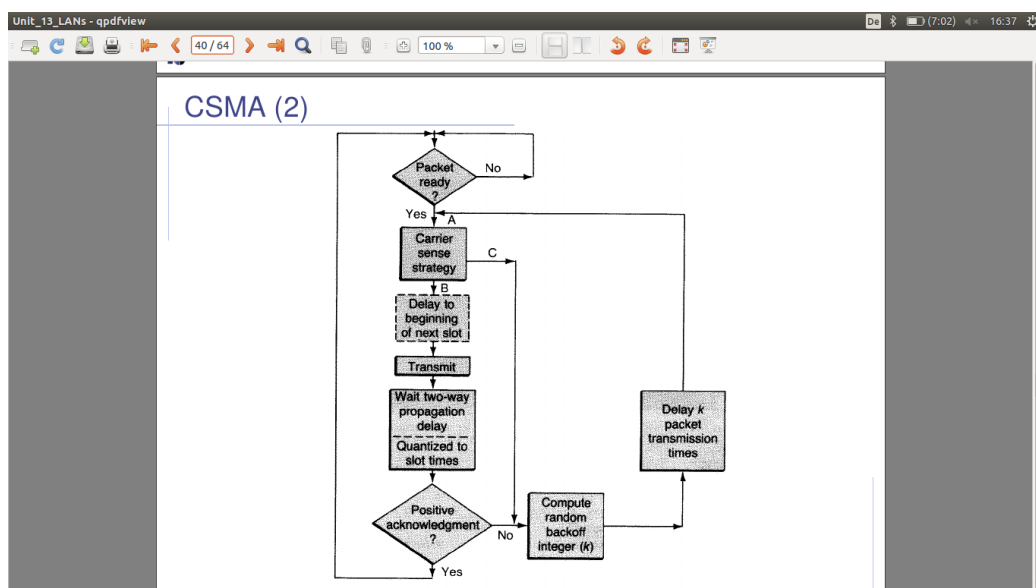 Unit_13_LANs - qpdfview
De
(7:02)
16:37
40 / 64
100 %
CSMA (2)
Packet
ready
?
No
Yes
A
Carrier
sense
strategy
C
B
Delay to
beginning
of next slot
Transmit
Wait two-way
propagation
delay
Quantized to
slot times
Delay k
packet
transmission
times
Positive
acknowledgment
?
No
Compute
random
backoff
integer (k)
Yes